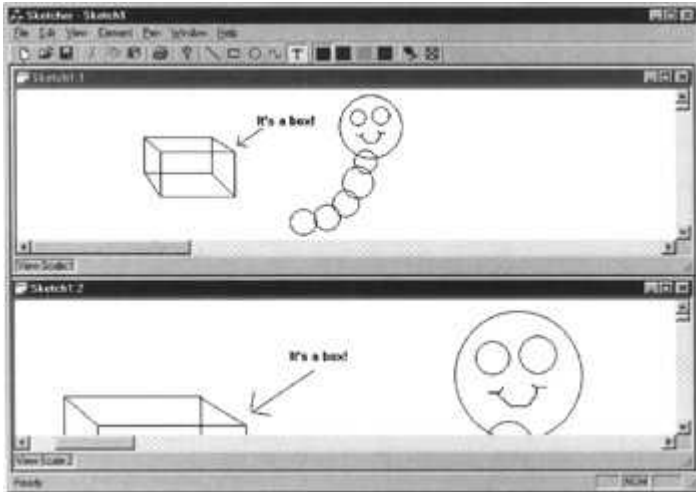 Sketcher - Sketch1
File Edit View Element Pen Window Help
T
Sketch1:1
It's a box!
View Scale:1
Sketch1:2
It's a box!
View Scale:2
Ready
NUM